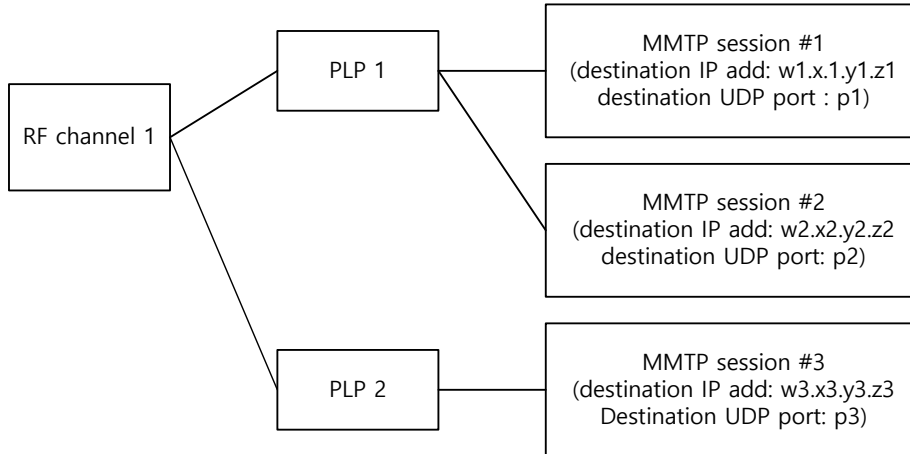 RF channel 1
PLP 1
PLP 2
MMTP session #1
(destination IP add: w1.x.1.y1.z1
destination UDP port : p1)
MMTP session #2
(destination IP add: w2.x2.y2.z2
destination UDP port: p2)
MMTP session #3
(destination IP add: w3.x3.y3.z3
Destination UDP port: p3)